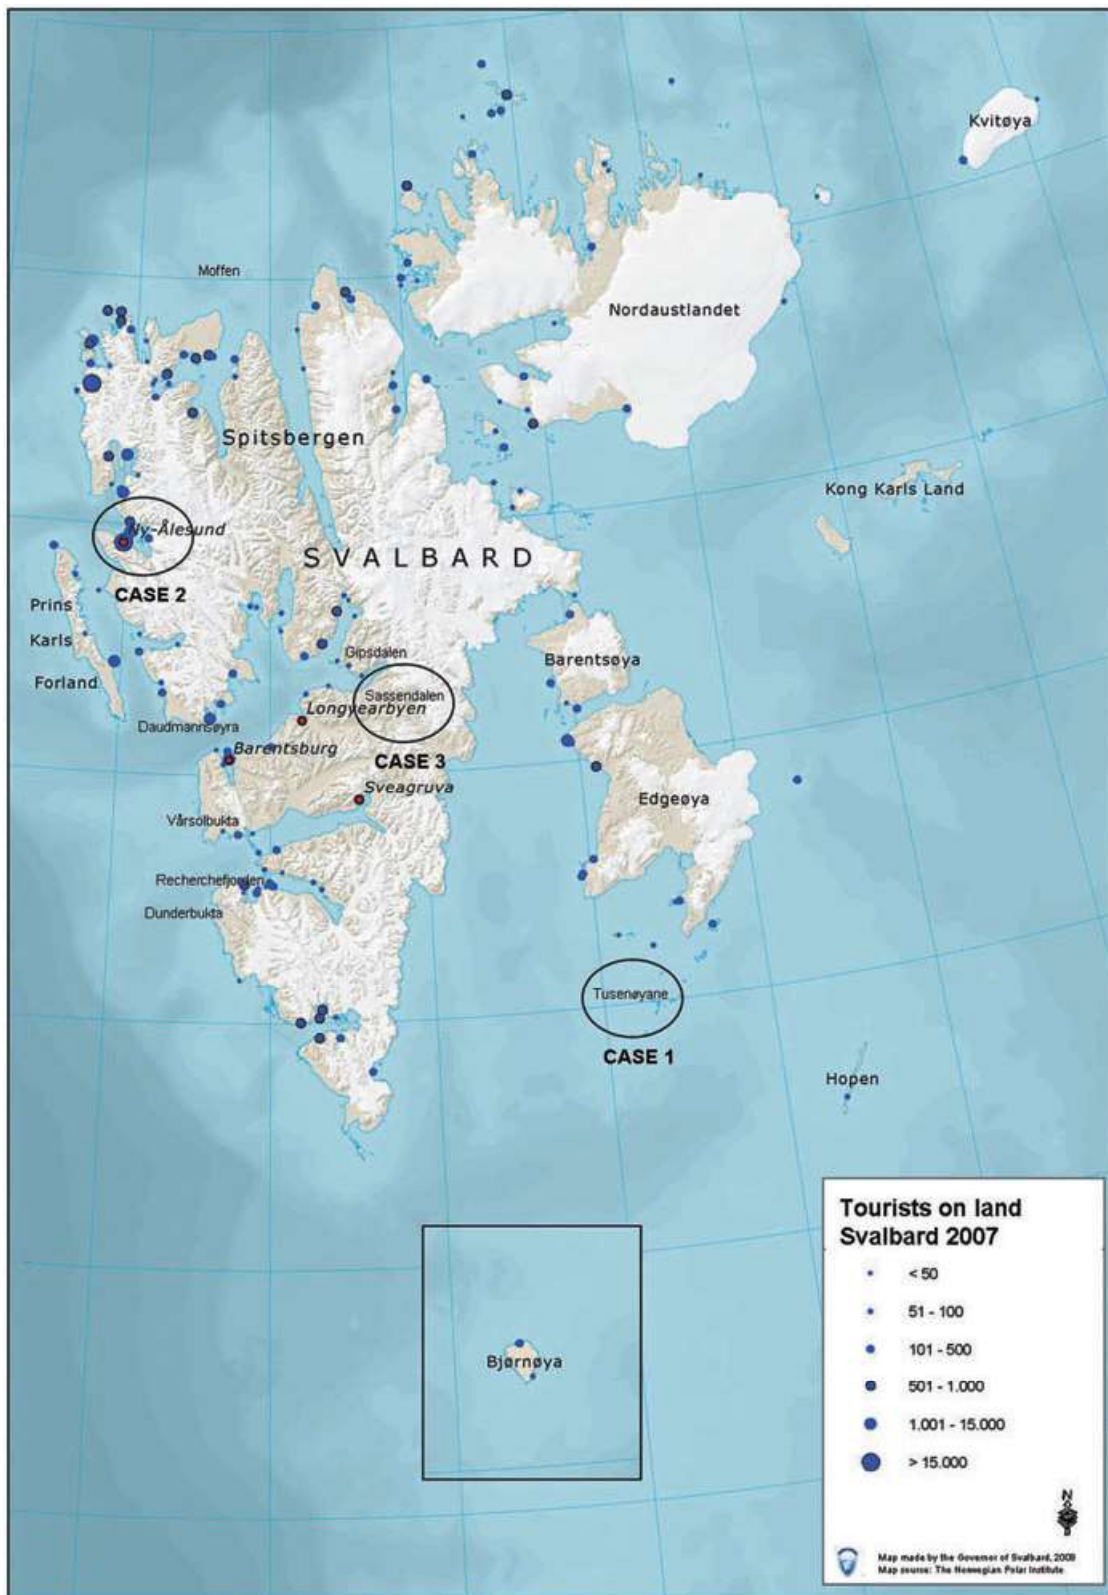 Kvitøya
Moffen
Nordaustlandet
Spitsbergen
Kong Karls Land
Ny-Ålesund
SVALBARD
CASE 2
Prins
Karls
Forland
Gipsdalen
Barentsøya
Sassendalen
Longyearbyen
Daudmannsøyra
Barentsburg
CASE 3
Sveagruva
Edgeøya
Vårsolbukta
Recherchefjorden
Dunderbukta
Tusenøyane
CASE 1
Hopen
Bjørnøya
Tourists on land
Svalbard 2007
< 50
51 - 100
101 - 500
501 - 1.000
1.001 - 15.000
> 15.000
N
Map made by the Governor of Svalbard, 2008
Map source: The Norwegian Polar Institute